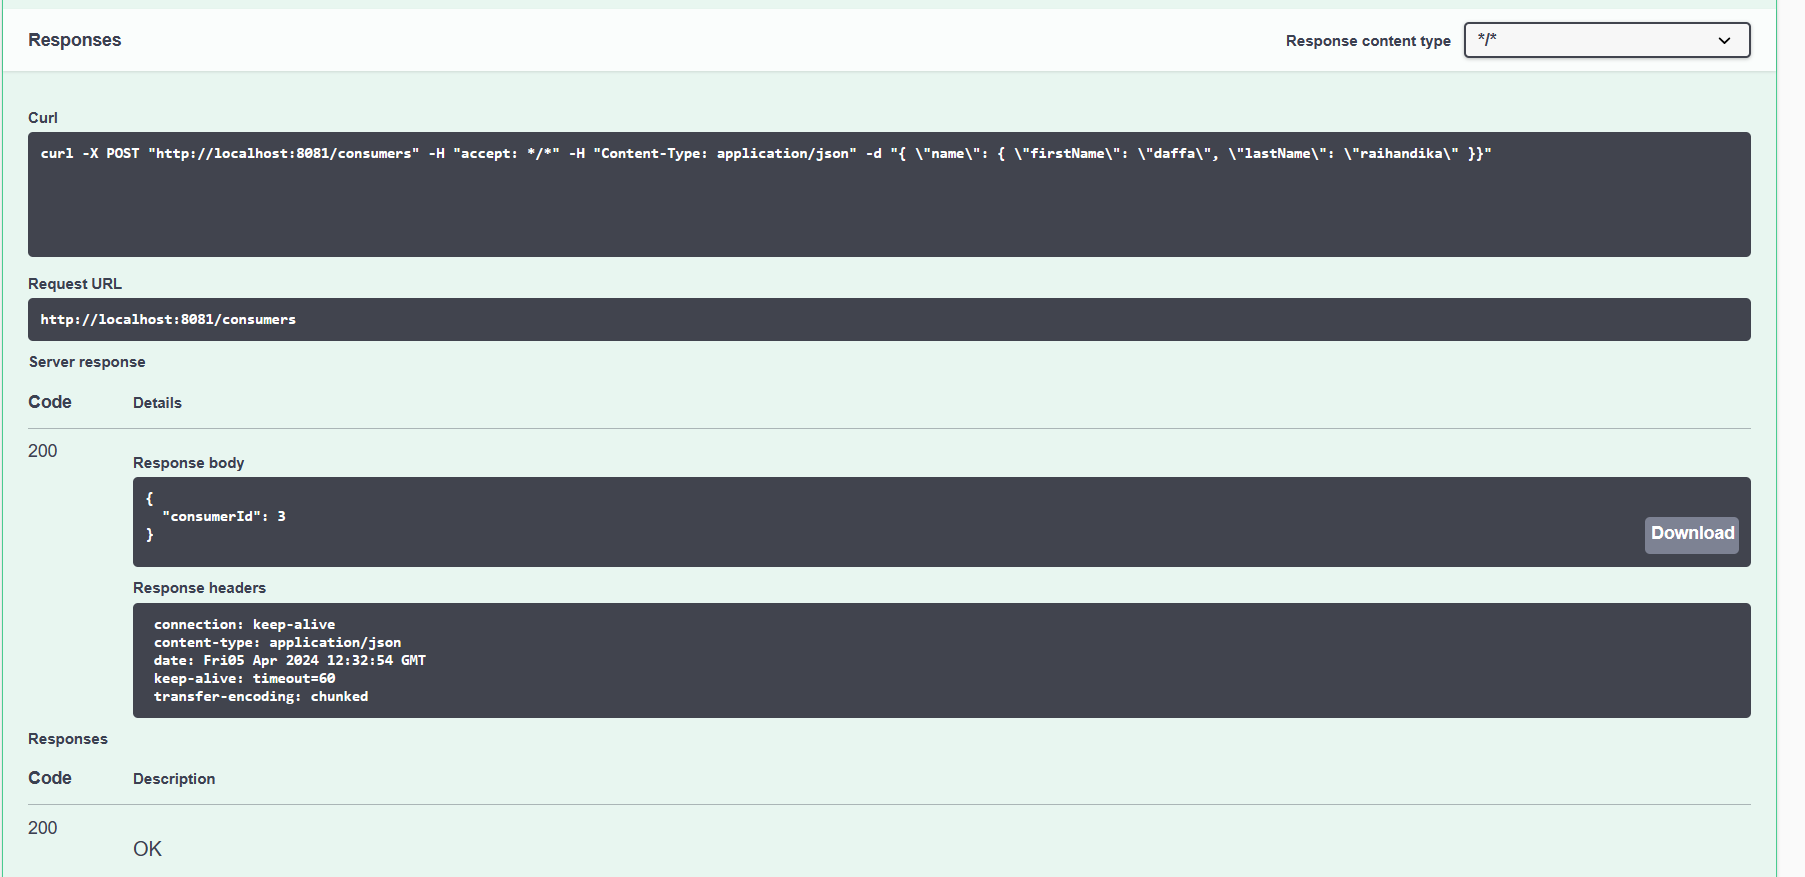 Responses
Response content type */*
Curl
curl -X POST "http://localhost:8081/consumers" -H "accept: */*" -H "Content-Type: application/json" -d "{ \"name\": { \"firstName\": \"daffa\", \"lastName\": \"raihandika\" }}"
Request URL
http://localhost:8081/consumers
Server response
Code Details
200
Response body
{
  "consumerId": 3
}
Download
Response headers
connection: keep-alive
content-type: application/json
date: Fri05 Apr 2024 12:32:54 GMT
keep-alive: timeout=60
transfer-encoding: chunked
Responses
Code Description
200
OK